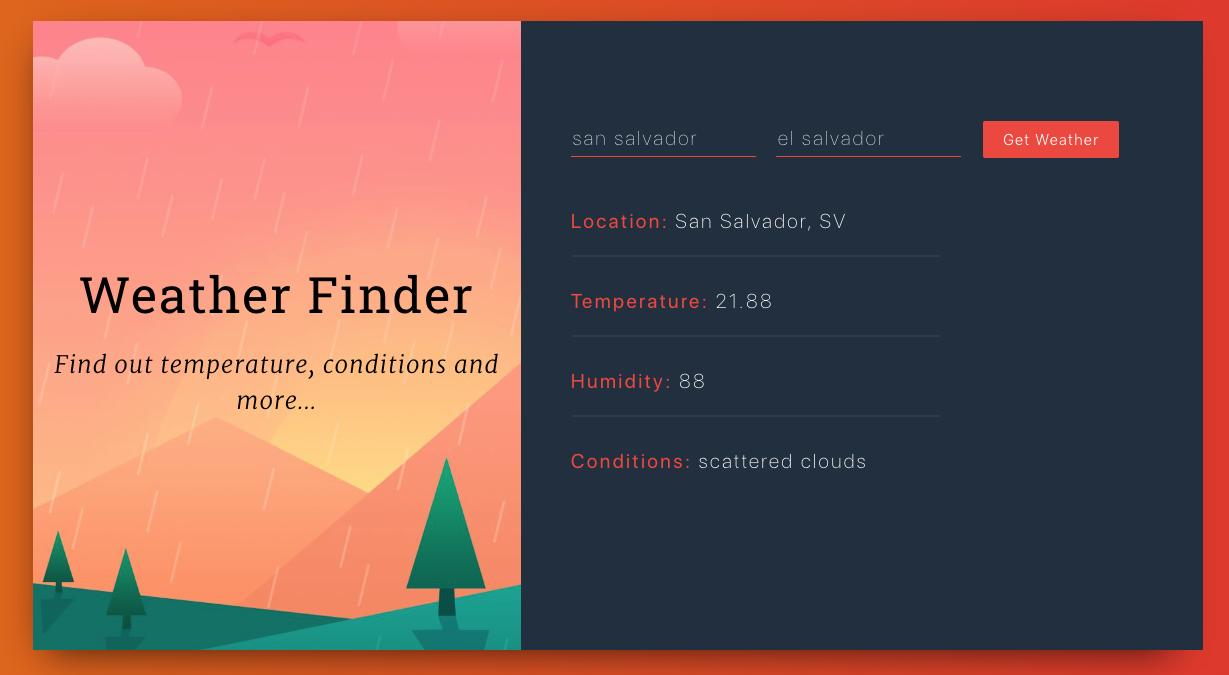 Weather Finder
Find out temperature, conditions and
more...
san salvador
el salvador
Get Weather
Location: San Salvador, SV
Temperature: 21.88
Humidity: 88
Conditions: scattered clouds